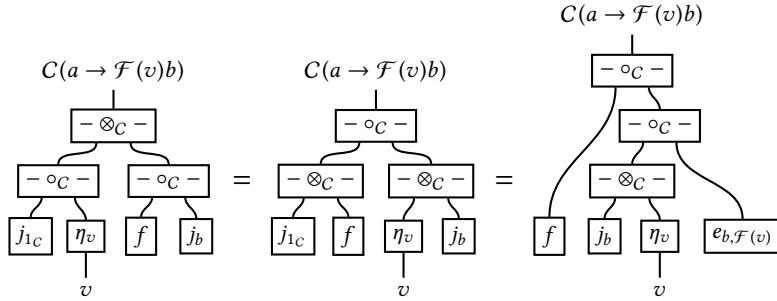 𝒞(a → ℱ(v)b)
𝒞(a → ℱ(v)b) 𝒞(a → ℱ(v)b) − ∘_𝒞 −
− ⊗_𝒞 − − ∘_𝒞 − − ∘_𝒞 −
− ∘_𝒞 − − ∘_𝒞 − = − ⊗_𝒞 − − ⊗_𝒞 − = − ⊗_𝒞 −
j_{1_𝒞} η_v f j_b j_{1_𝒞} f η_v j_b f j_b η_v e_{b,ℱ(v)}
v v v